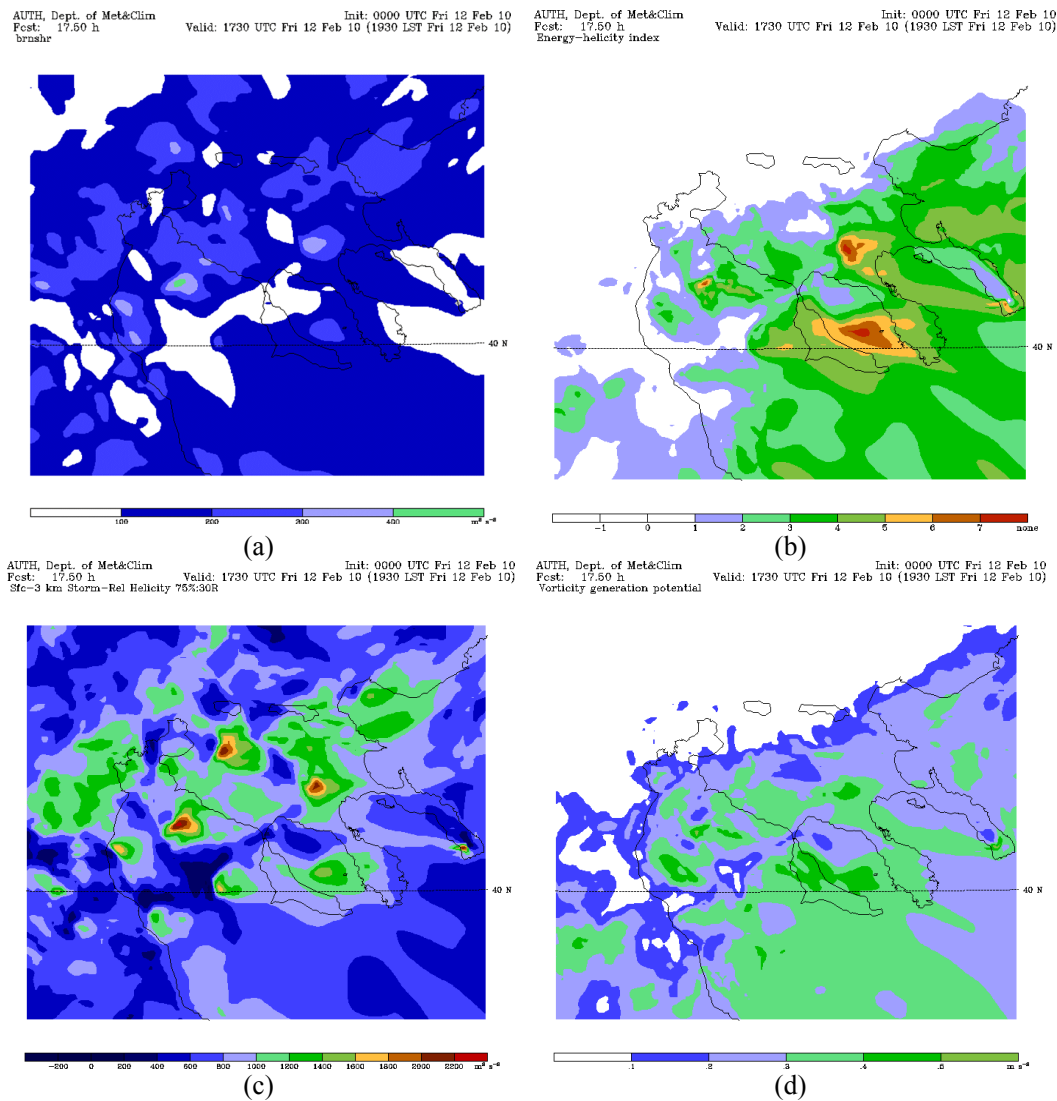 AUTH, Dept. of Met&Clim Init: 0000 UTC Fri 12 Feb 10
Fcst: 17.50 h Valid: 1730 UTC Fri 12 Feb 10 (1930 LST Fri 12 Feb 10)
brnshr
40 N
100 200 300 400 m² s⁻²
(a)
AUTH, Dept. of Met&Clim Init: 0000 UTC Fri 12 Feb 10
Fcst: 17.50 h Valid: 1730 UTC Fri 12 Feb 10 (1930 LST Fri 12 Feb 10)
Energy-helicity index
40 N
-1 0 1 2 3 4 5 6 7 none
(b)
AUTH, Dept. of Met&Clim Init: 0000 UTC Fri 12 Feb 10
Fcst: 17.50 h Valid: 1730 UTC Fri 12 Feb 10 (1930 LST Fri 12 Feb 10)
Sfc-3 km Storm-Rel Helicity 75%:30R
40 N
-200 0 200 400 600 800 1000 1200 1400 1600 1800 2000 2200 m² s⁻²
(c)
AUTH, Dept. of Met&Clim Init: 0000 UTC Fri 12 Feb 10
Fcst: 17.50 h Valid: 1730 UTC Fri 12 Feb 10 (1930 LST Fri 12 Feb 10)
Vorticity generation potential
40 N
.1 .2 .3 .4 .5 m s⁻²
(d)